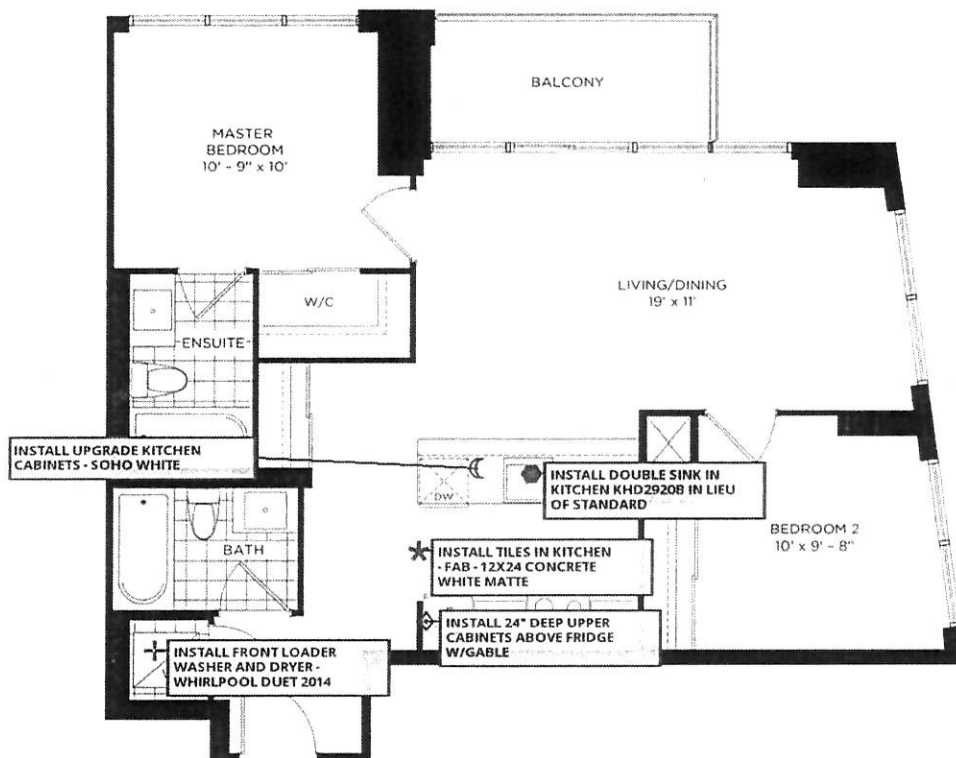 BALCONY
MASTER
BEDROOM
10' - 9" x 10'
LIVING/DINING
19' x 11'
W/C
ENSUITE
INSTALL UPGRADE KITCHEN
CABINETS - SOHO WHITE
DW
INSTALL DOUBLE SINK IN
KITCHEN KHD2920B IN LIEU
OF STANDARD
BEDROOM 2
10' x 9' - 8"
BATH
INSTALL TILES IN KITCHEN
- FAB - 12X24 CONCRETE
WHITE MATTE
INSTALL 24" DEEP UPPER
CABINETS ABOVE FRIDGE
W/GABLE
INSTALL FRONT LOADER
WASHER AND DRYER -
WHIRLPOOL DUET 2014